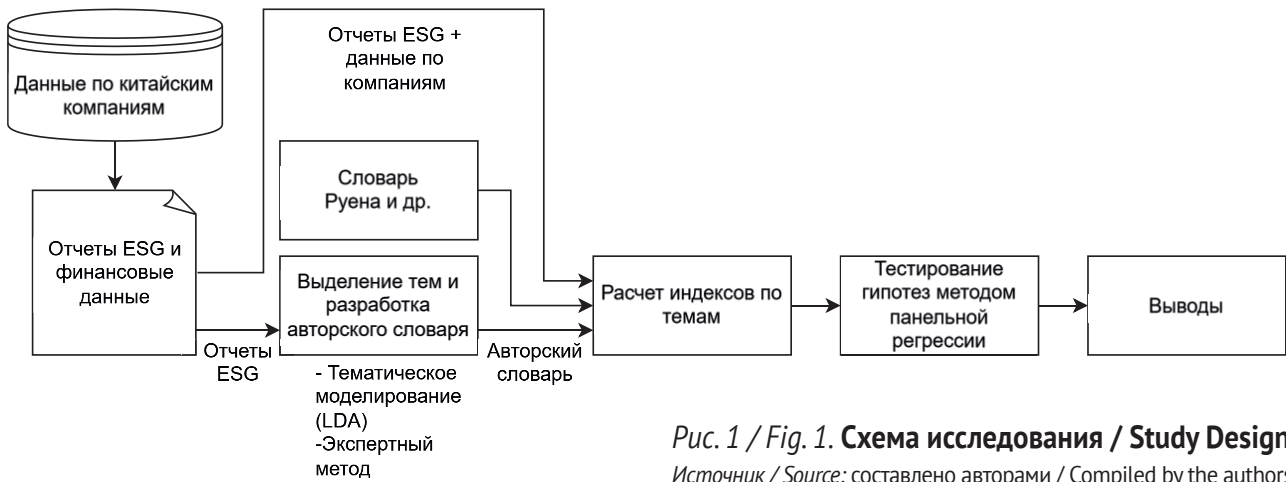 Данные по китайским
компаниям
Отчеты ESG и
финансовые
данные
Отчеты ESG +
данные по
компаниям
Словарь
Руена и др.
Выделение тем и
разработка
авторского словаря
Отчеты
ESG
- Тематическое
моделирование
(LDA)
-Экспертный
метод
Авторский
словарь
Расчет индексов по
темам
Тестирование
гипотез методом
панельной
регрессии
Выводы
Рис. 1 / Fig. 1. Схема исследования / Study Design
Источник / Source: составлено авторами / Compiled by the authors